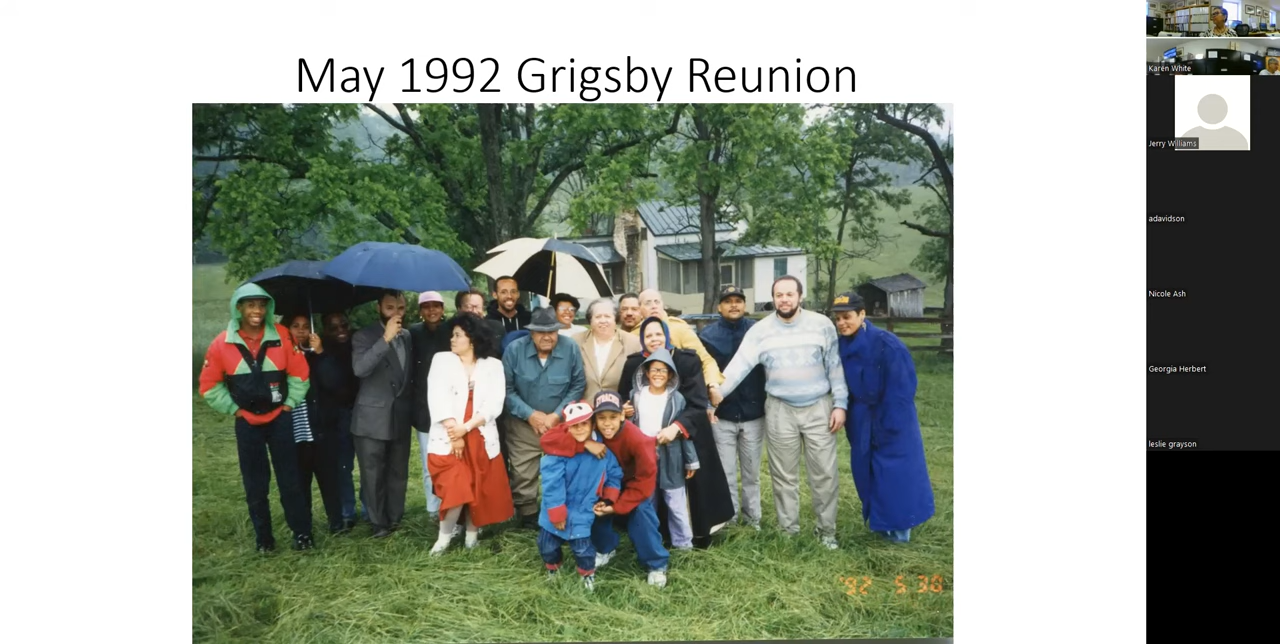 May 1992 Grigsby Reunion
'92 5 30
Karen White
Jerry Williams
adavidson
Nicole Ash
Georgia Herbert
leslie grayson